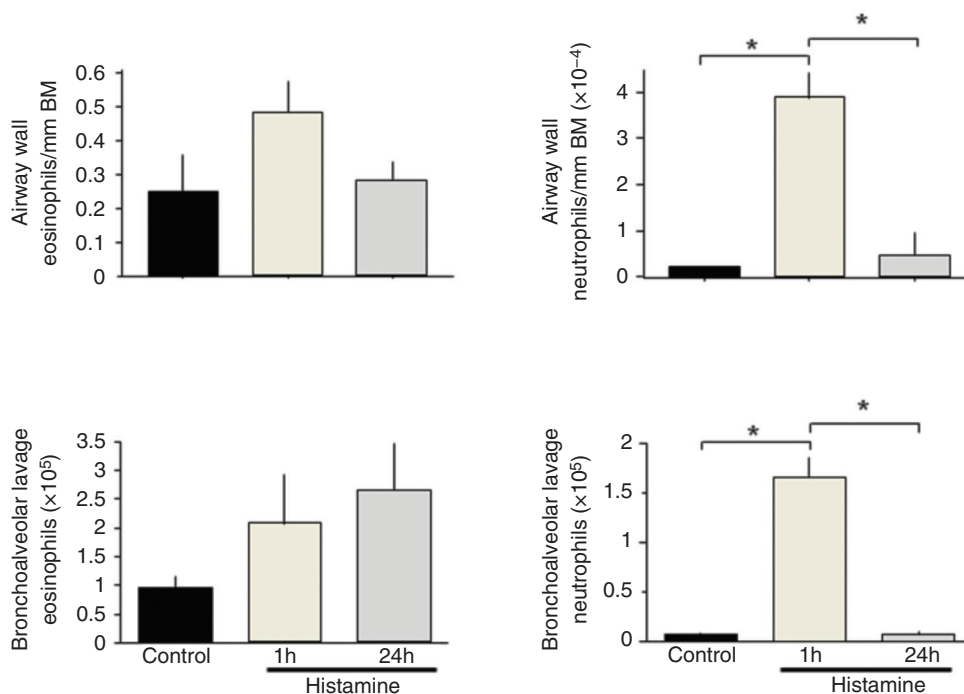 Airway wall
eosinophils/mm BM
0.6
0.5
0.4
0.3
0.2
0.1
0
Airway wall
neutrophils/mm BM (×10⁻⁴)
4
3
2
1
0
*
*
Bronchoalveolar lavage
eosinophils (×10⁵)
3.5
3
2.5
2
1.5
1
0.5
0
Control
1h
24h
Histamine
Bronchoalveolar lavage
neutrophils (×10⁵)
2
1.5
1
0.5
0
*
*
Control
1h
24h
Histamine